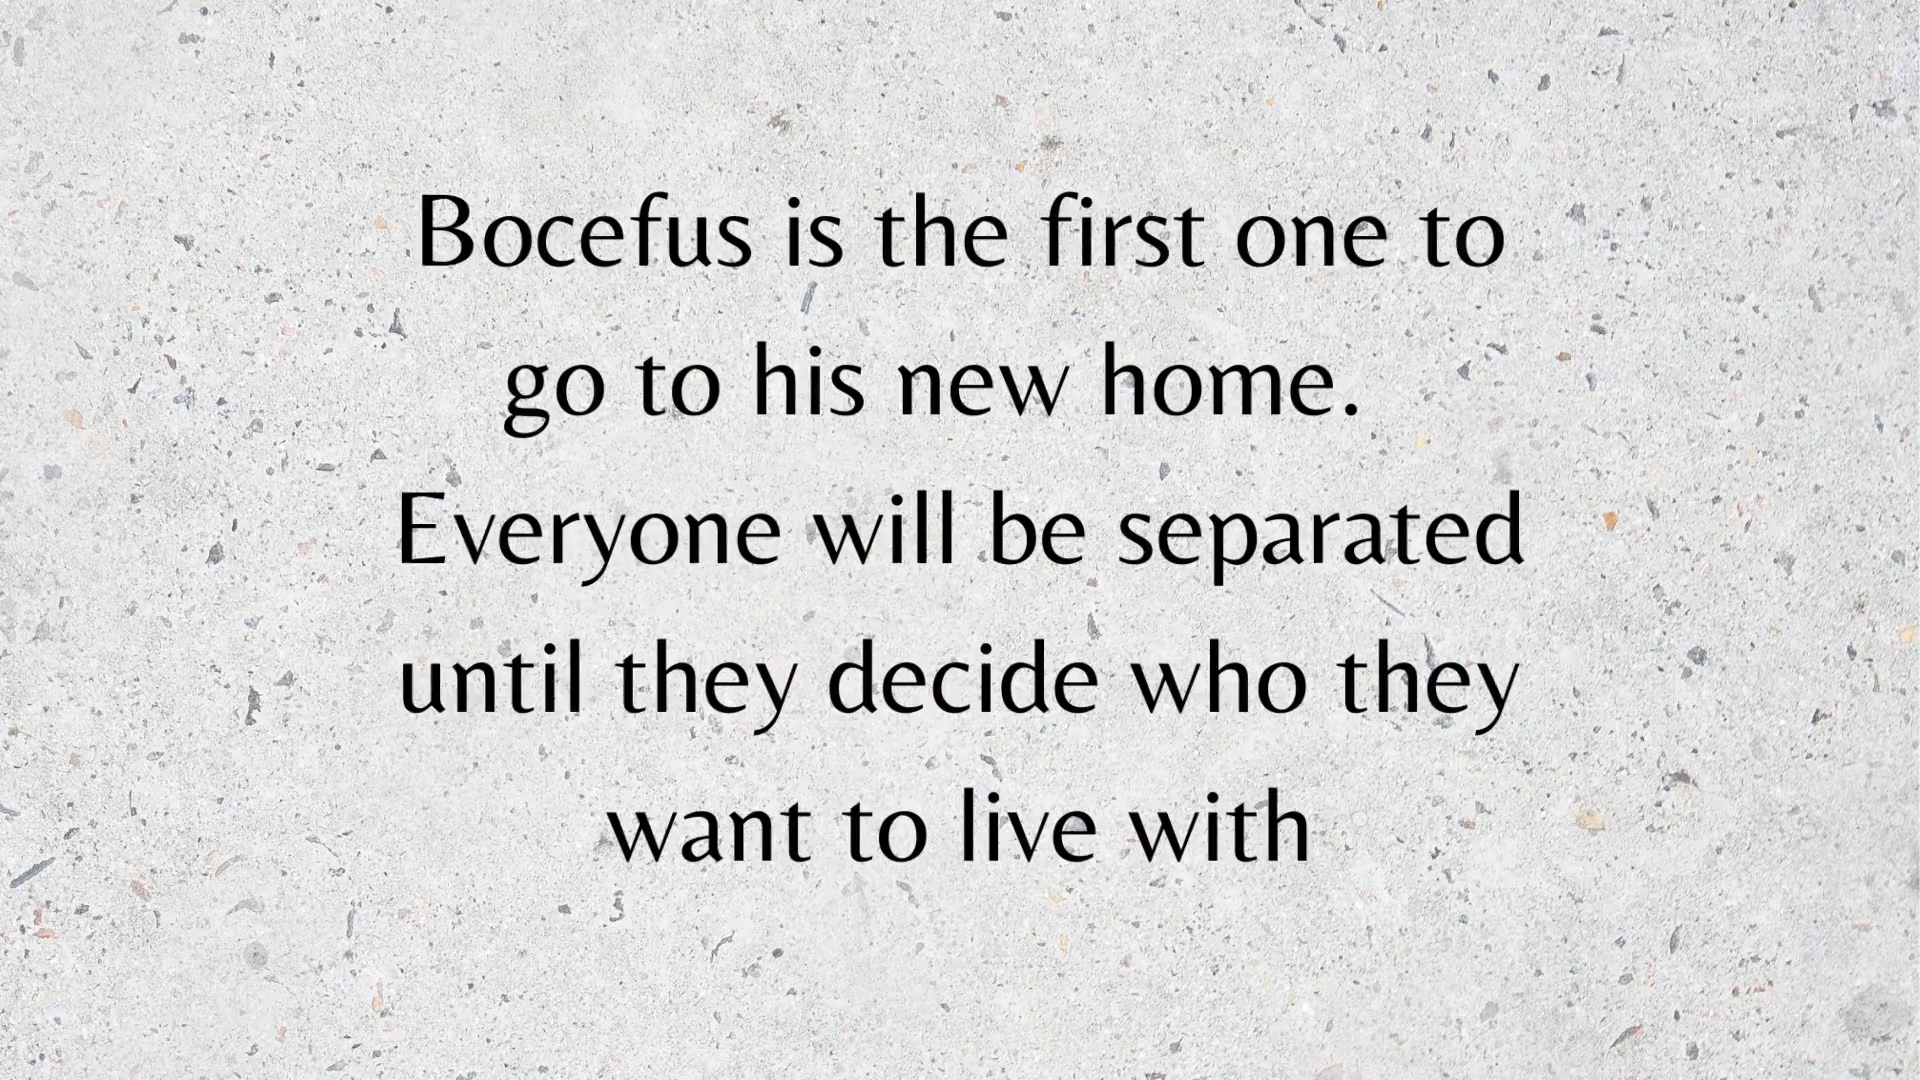 Bocefus is the first one to
go to his new home.
Everyone will be separated
until they decide who they
want to live with